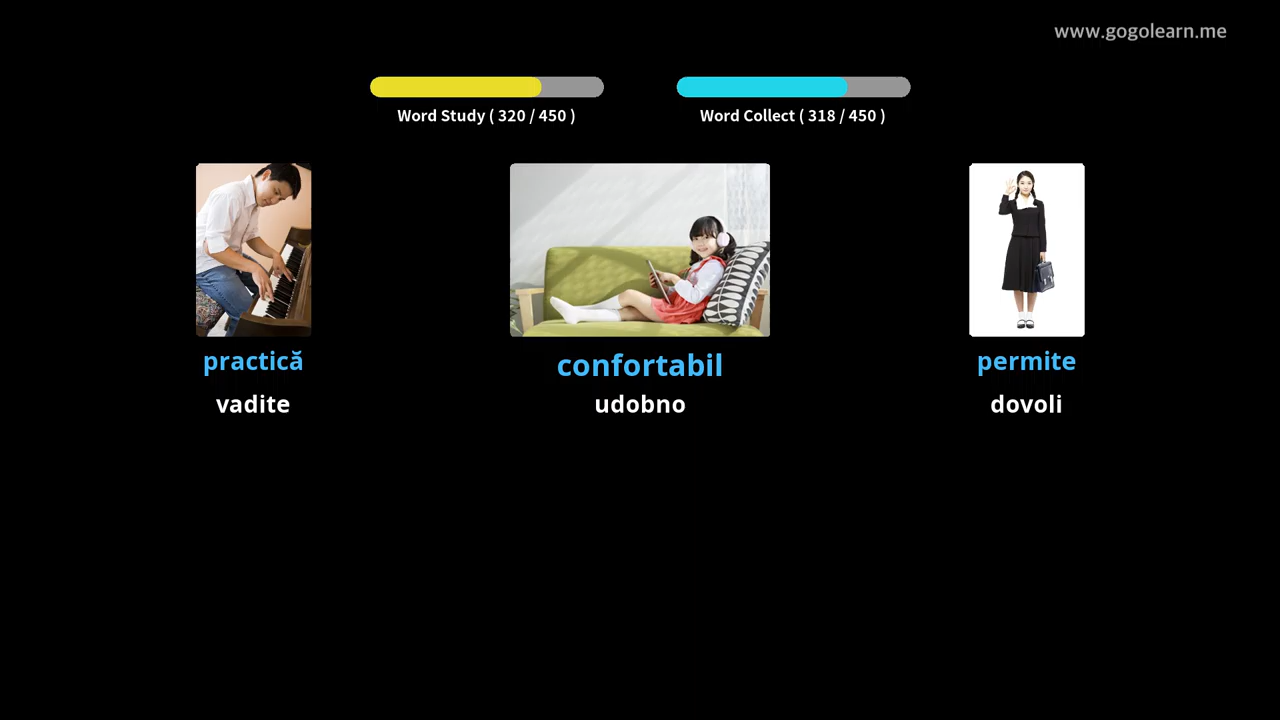 www.gogolearn.me
Word Study ( 320 / 450 )
Word Collect ( 318 / 450 )
practică
confortabil
permite
vadite
udobno
dovoli